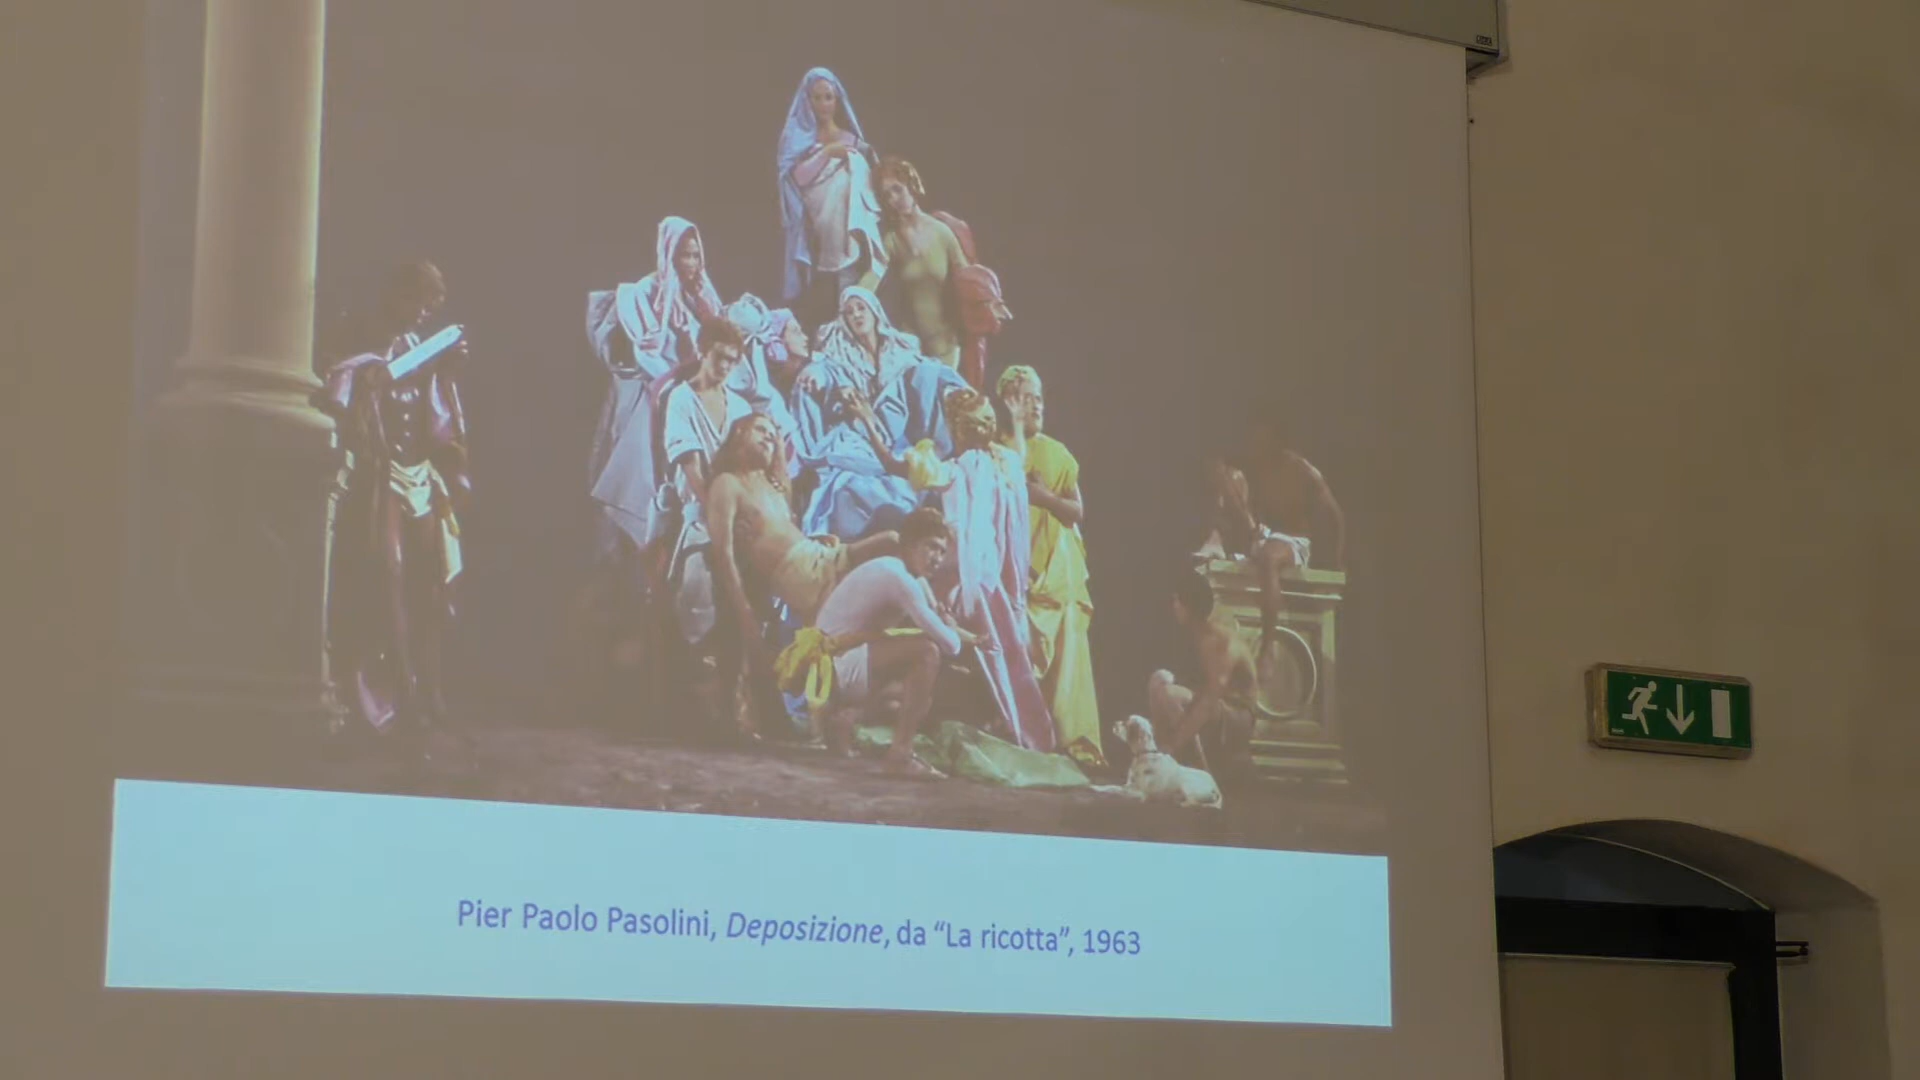 Pier Paolo Pasolini, Deposizione, da “La ricotta”, 1963